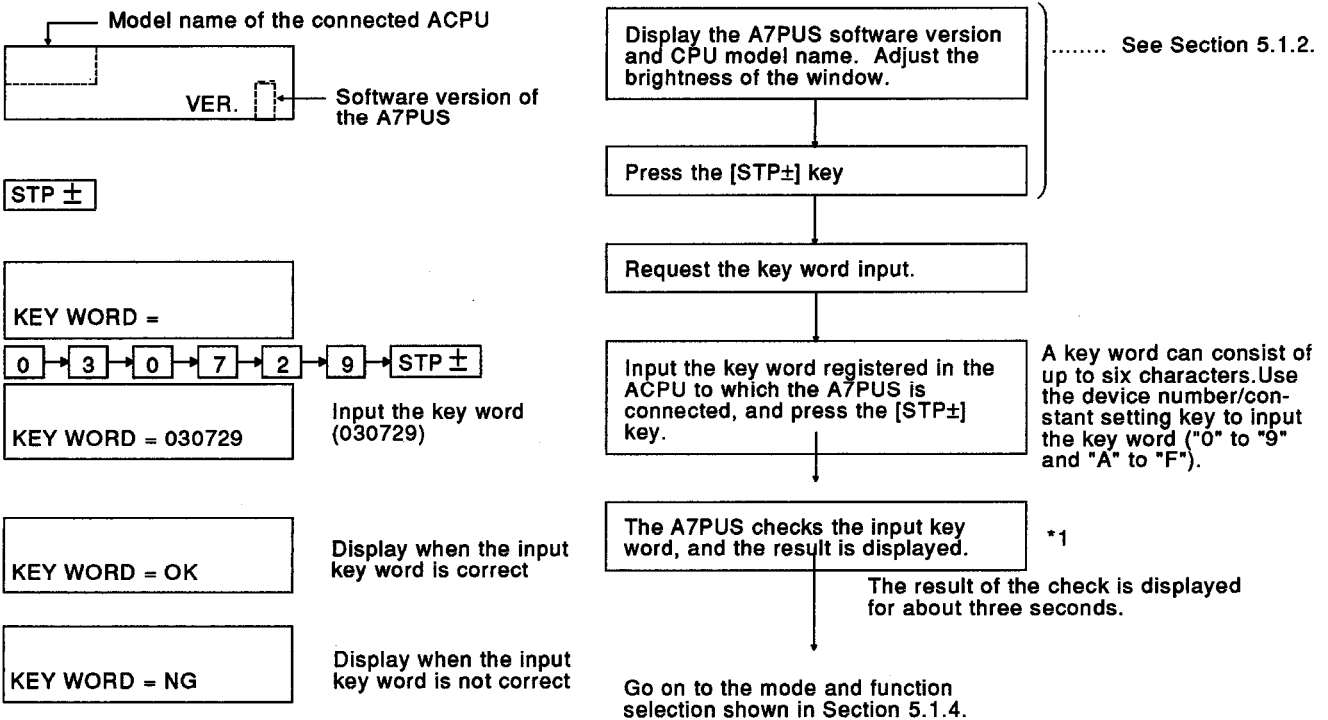 Model name of the connected ACPU
VER.
Software version of
the A7PUS
STP ±
KEY WORD =
0 3 0 7 2 9 STP ±
KEY WORD = 030729
Input the key word
(030729)
KEY WORD = OK
Display when the input
key word is correct
KEY WORD = NG
Display when the input
key word is not correct
Display the A7PUS software version
and CPU model name. Adjust the
brightness of the window.
........ See Section 5.1.2.
Press the [STP±] key
Request the key word input.
Input the key word registered in the
ACPU to which the A7PUS is
connected, and press the [STP±]
key.
A key word can consist of
up to six characters.Use
the device number/con-
stant setting key to input
the key word ("0" to "9"
and "A" to "F").
The A7PUS checks the input key
word, and the result is displayed.
*1
The result of the check is displayed
for about three seconds.
Go on to the mode and function
selection shown in Section 5.1.4.